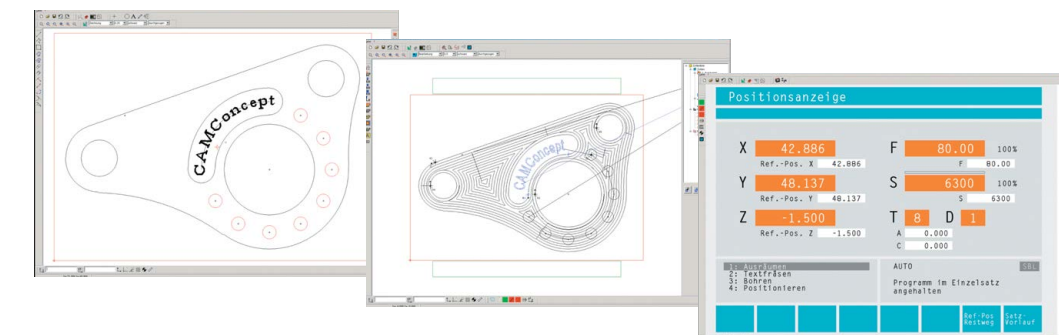 CAMConcept
CAMConcept
Positionsanzeige
X 42.886 F 80.00 100%
Ref.-Pos. X 42.886 F 80.00
Y 48.137 S 6300 100%
Ref.-Pos. Y 48.137 S 6300
Z -1.500 T 8 D 1
Ref.-Pos. Z -1.500 A 0.000
C 0.000
1: Ausräumen AUTO SBL
2: Textfräsen
3: Bohren Programm im Einzelsatz
4: Positionieren angehalten
Ref-Pos Satz-
Restweg Vorlauf